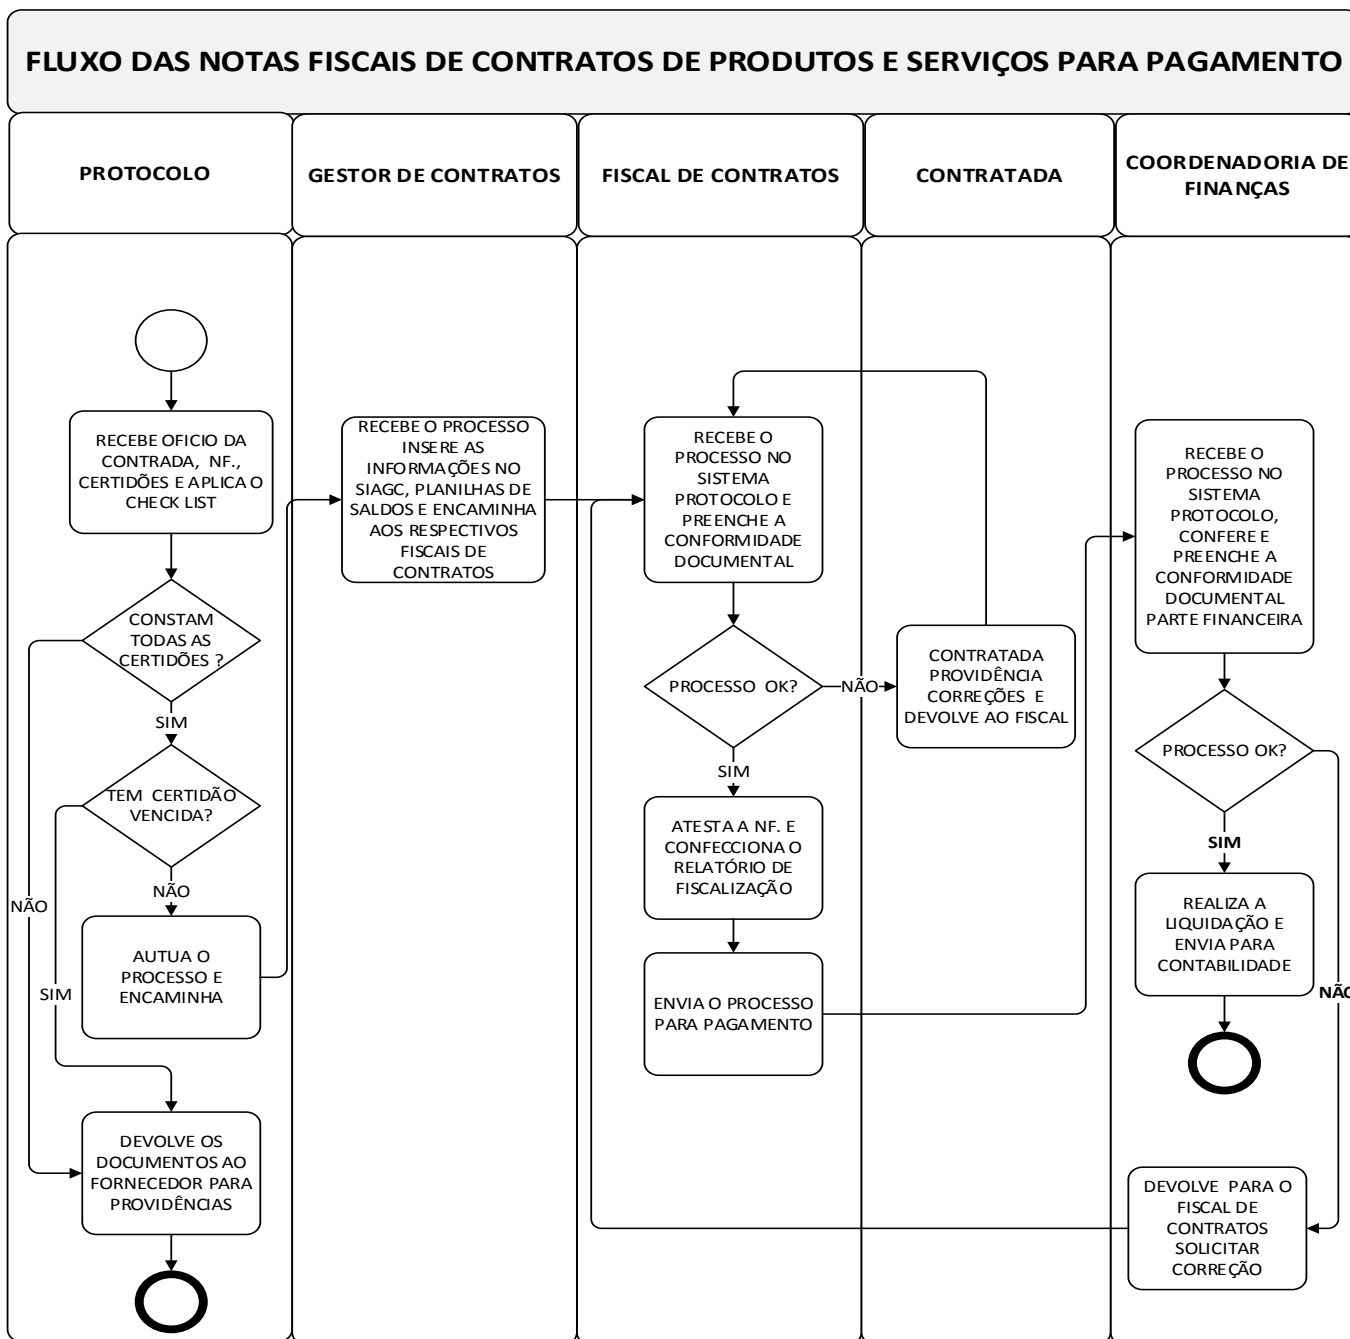 FLUXO DAS NOTAS FISCAIS DE CONTRATOS DE PRODUTOS E SERVIÇOS PARA PAGAMENTO
PROTOCOLO
GESTOR DE CONTRATOS
FISCAL DE CONTRATOS
CONTRATADA
COORDENADORIA DE
FINANÇAS
RECEBE OFICIO DA
CONTRADA, NF.,
CERTIDÕES E APLICA O
CHECK LIST
CONSTAM
TODAS AS
CERTIDÕES ?
SIM
NÃO
TEM CERTIDÃO
VENCIDA?
NÃO
SIM
AUTUA O
PROCESSO E
ENCAMINHA
DEVOLVE OS
DOCUMENTOS AO
FORNECEDOR PARA
PROVIDÊNCIAS
RECEBE O PROCESSO
INSERE AS
INFORMAÇÕES NO
SIAGC, PLANILHAS DE
SALDOS E ENCAMINHA
AOS RESPECTIVOS
FISCAIS DE
CONTRATOS
RECEBE O
PROCESSO NO
SISTEMA
PROTOCOLO E
PREENCHE A
CONFORMIDADE
DOCUMENTAL
PROCESSO OK?
NÃO
SIM
ATESTA A NF. E
CONFECCIONA O
RELATÓRIO DE
FISCALIZAÇÃO
ENVIA O PROCESSO
PARA PAGAMENTO
CONTRATADA
PROVIDÊNCIA
CORREÇÕES E
DEVOLVE AO FISCAL
RECEBE O
PROCESSO NO
SISTEMA
PROTOCOLO,
CONFERE E
PREENCHE A
CONFORMIDADE
DOCUMENTAL
PARTE FINANCEIRA
PROCESSO OK?
SIM
NÃO
REALIZA A
LIQUIDAÇÃO E
ENVIA PARA
CONTABILIDADE
DEVOLVE PARA O
FISCAL DE
CONTRATOS
SOLICITAR
CORREÇÃO